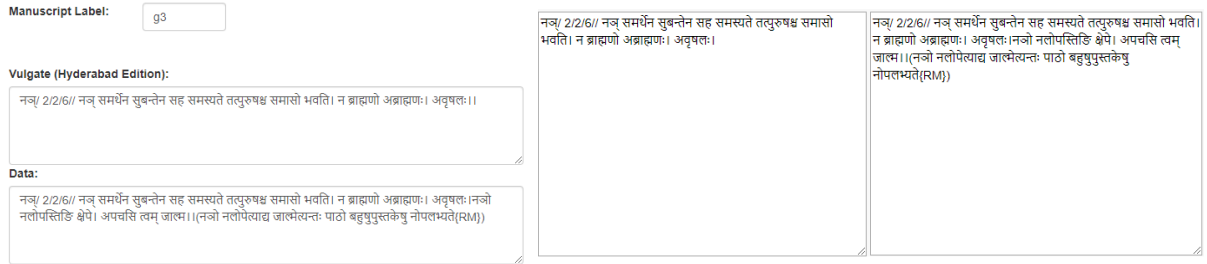 Manuscript Label:
g3
Vulgate (Hyderabad Edition):
नञ्/ 2/2/6// नञ् समर्थेन सुबन्तेन सह समस्यते तत्पुरुषश्च समासो भवति। न ब्राह्मणो अब्राह्मणः। अवृषलः।।
Data:
नञ्/ 2/2/6// नञ् समर्थेन सुबन्तेन सह समस्यते तत्पुरुषश्च समासो भवति। न ब्राह्मणो अब्राह्मणः। अवृषलः।नञो
नलोपस्तिङि क्षेपे। अपचसि त्वम् जाल्म।।(नञो नलोपेत्याद्य जाल्मेत्यन्तः पाठो बहुषुपुस्तकेषु नोपलभ्यते{RM})
नञ्/ 2/2/6// नञ् समर्थेन सुबन्तेन सह समस्यते तत्पुरुषश्च समासो
भवति। न ब्राह्मणो अब्राह्मणः। अवृषलः।
नञ्/ 2/2/6// नञ् समर्थेन सुबन्तेन सह समस्यते तत्पुरुषश्च समासो भवति।
न ब्राह्मणो अब्राह्मणः। अवृषलः।नञो नलोपस्तिङि क्षेपे। अपचसि त्वम्
जाल्म।।(नञो नलोपेत्याद्य जाल्मेत्यन्तः पाठो बहुषुपुस्तकेषु
नोपलभ्यते{RM})